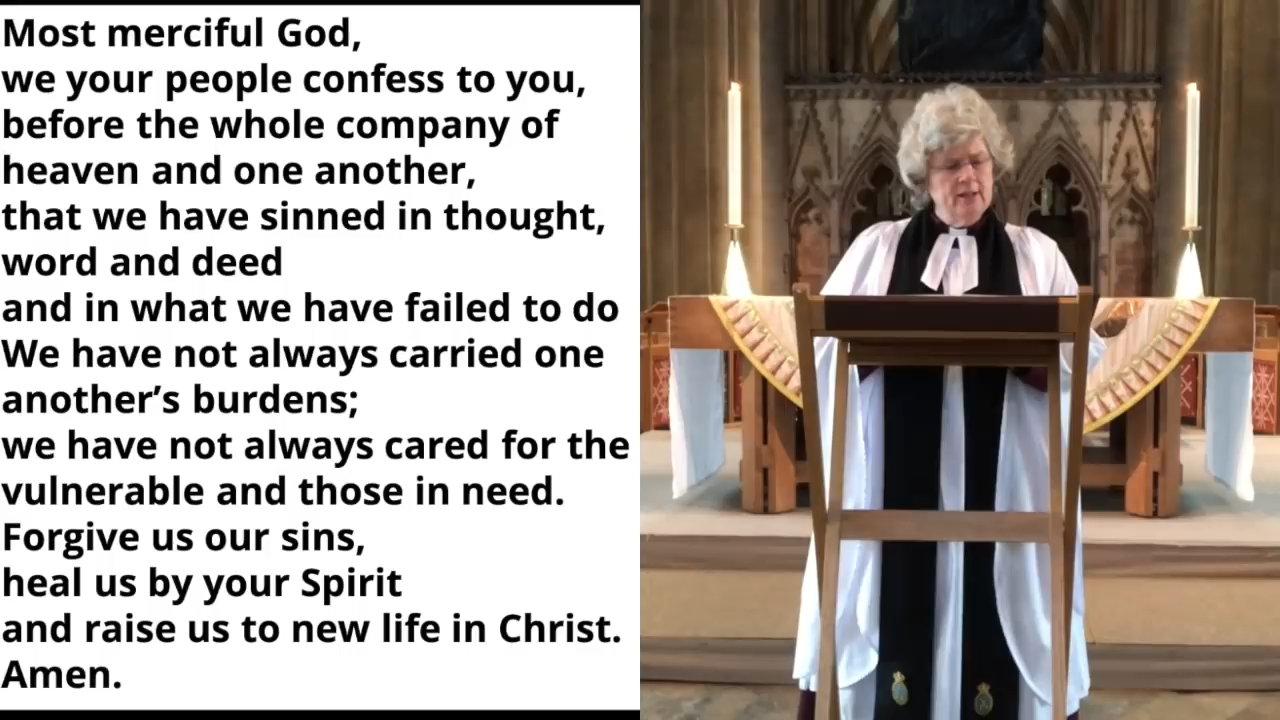 Most merciful God,
we your people confess to you,
before the whole company of
heaven and one another,
that we have sinned in thought,
word and deed
and in what we have failed to do
We have not always carried one
another’s burdens;
we have not always cared for the
vulnerable and those in need.
Forgive us our sins,
heal us by your Spirit
and raise us to new life in Christ.
Amen.